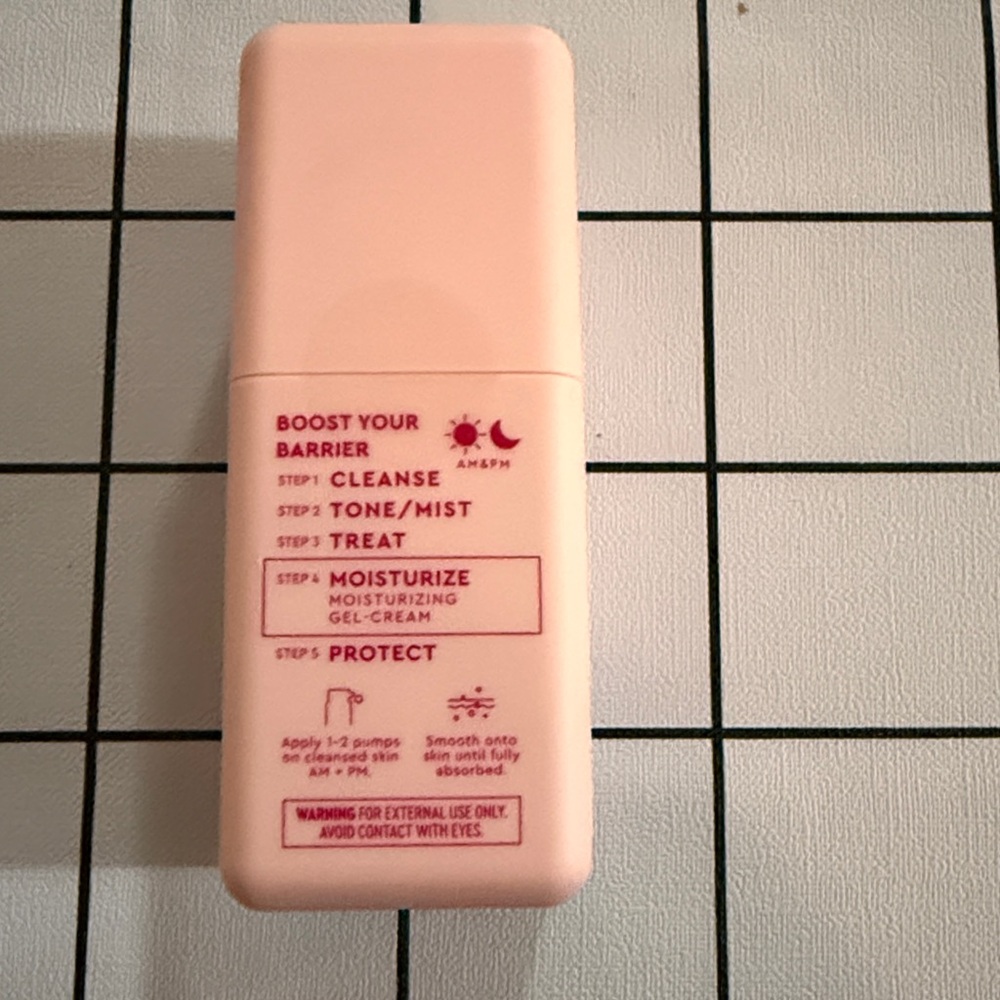 BOOST YOUR
BARRIER
AM&PM
STEP 1 CLEANSE
STEP 2 TONE/MIST
STEP 3 TREAT
STEP 4 MOISTURIZE
MOISTURIZING
GEL-CREAM
STEP 5 PROTECT
Apply 1-2 pumps
on cleansed skin
AM + PM.
Smooth onto
skin until fully
absorbed.
WARNING FOR EXTERNAL USE ONLY.
AVOID CONTACT WITH EYES.